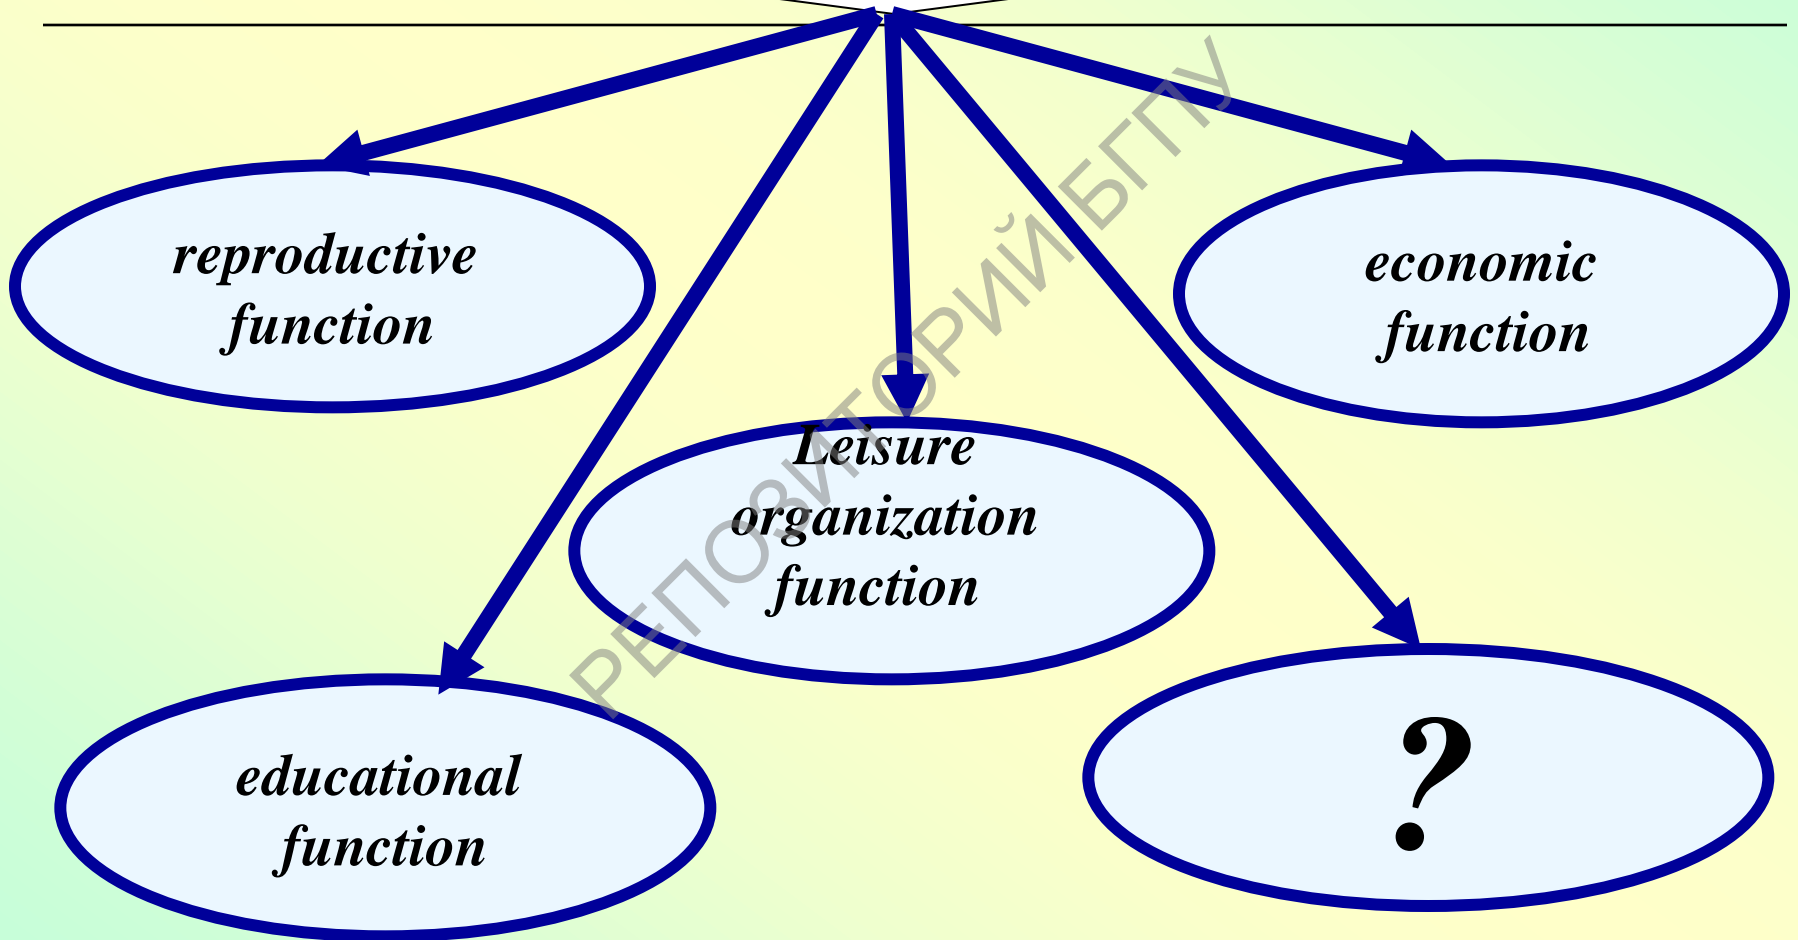 reproductive
function
economic
function
Leisure
organization
function
educational
function
?
РЕПОЗИТОРИЙ БГПУ